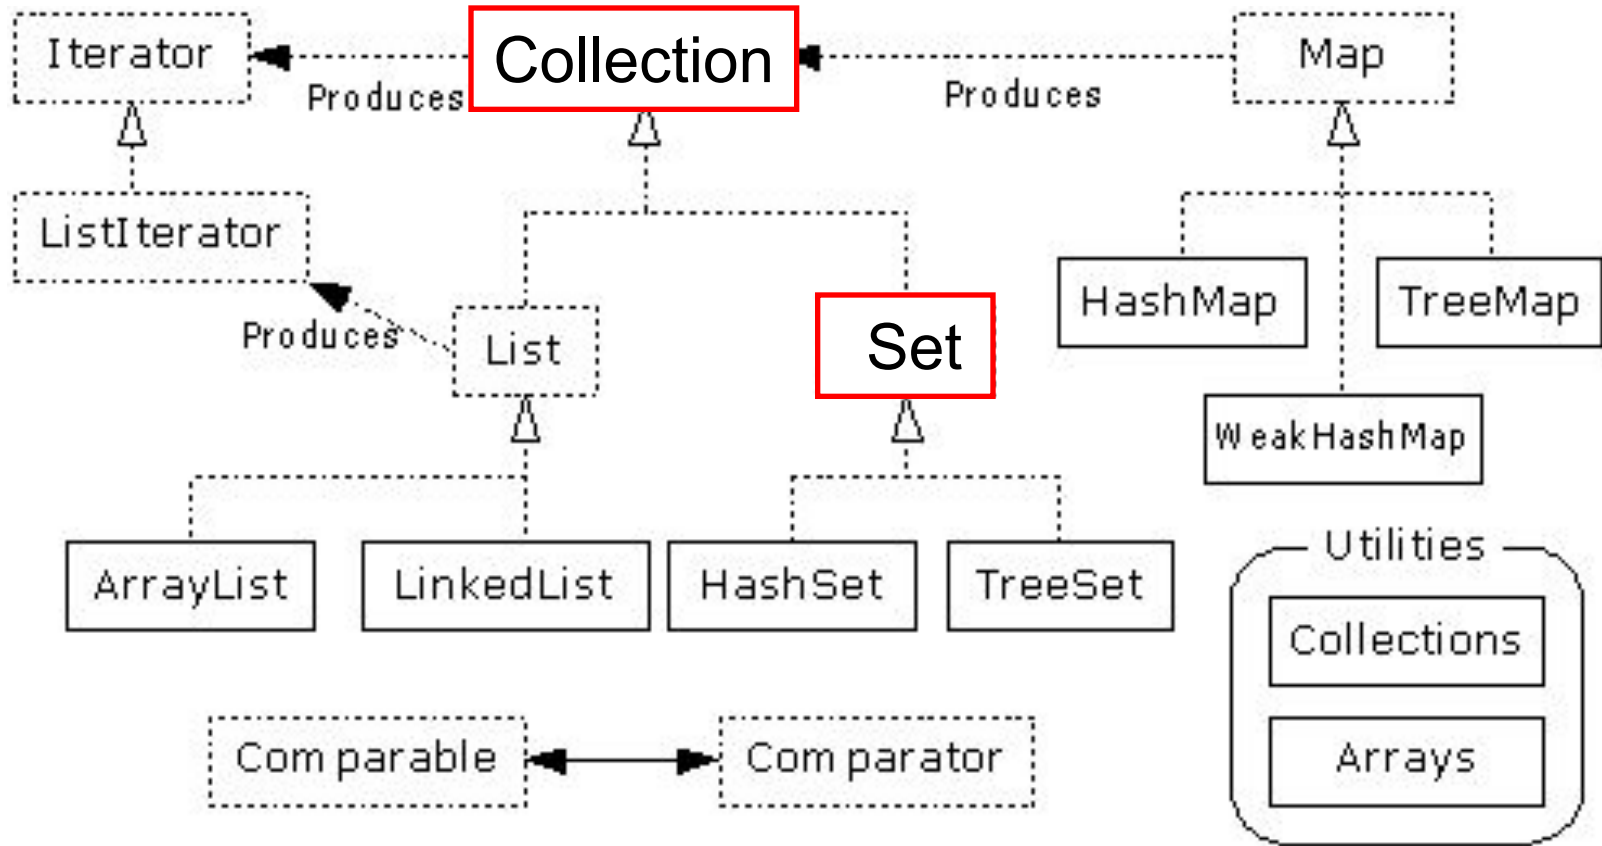 Iterator
Produces
Collection
Produces
Map
ListIterator
Produces
List
Set
HashMap
TreeMap
WeakHashMap
ArrayList
LinkedList
HashSet
TreeSet
Utilities
Collections
Arrays
Comparable
Comparator